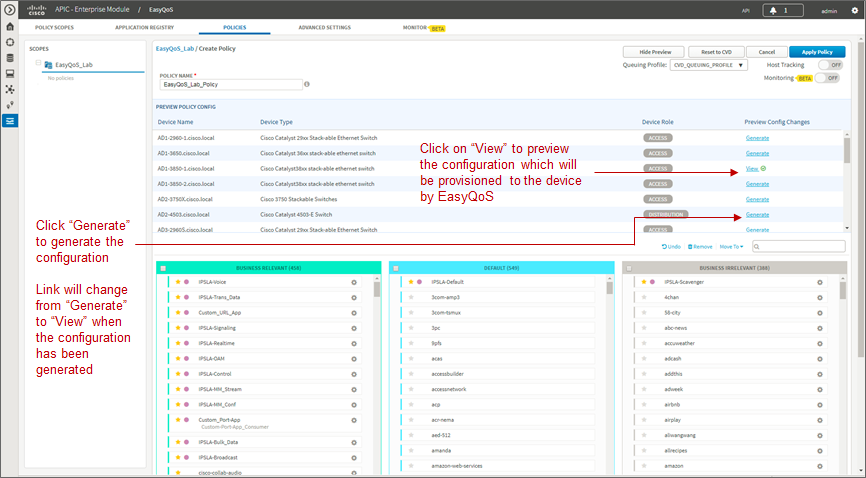 cisco
APIC - Enterprise Module / EasyQoS
API
1
admin
POLICY SCOPES
APPLICATION REGISTRY
POLICIES
ADVANCED SETTINGS
MONITOR BETA
SCOPES
EasyQoS_Lab
No policies
EasyQoS_Lab / Create Policy
Hide Preview
Reset to CVD
Cancel
Apply Policy
Queuing Profile: CVD_QUEUING_PROFILE
Host Tracking OFF
Monitoring BETA OFF
POLICY NAME *
EasyQoS_Lab_Policy
PREVIEW POLICY CONFIG
Device Name Device Type Device Role Preview Config Changes
AD1-2960-1.cisco.local Cisco Catalyst 29xx Stack-able Ethernet Switch ACCESS Generate
AD1-3650.cisco.local Cisco Catalyst 36xx stack-able ethernet switch ACCESS Generate
AD1-3850-1.cisco.local Cisco Catalyst38xx stack-able ethernet switch ACCESS View
AD1-3850-2.cisco.local Cisco Catalyst38xx stack-able ethernet switch ACCESS Generate
AD2-3750X.cisco.local Cisco 3750 Stackable Switches ACCESS Generate
AD2-4503.cisco.local Cisco Catalyst 4503-E Switch DISTRIBUTION Generate
AD3-2960S.cisco.local Cisco Catalyst 29xx Stack-able Ethernet Switch ACCESS Generate
Click on “View” to preview
the configuration which will
be provisioned to the device
by EasyQoS
Click “Generate”
to generate the
configuration
Link will change
from “Generate”
to “View” when
the configuration
has been
generated
Undo
Remove
Move To
BUSINESS RELEVANT (458)
IPSLA-Voice
IPSLA-Trans_Data
Custom_URL_App
IPSLA-Signaling
IPSLA-Realtime
IPSLA-OAM
IPSLA-Control
IPSLA-MM_Stream
IPSLA-MM_Conf
Custom_Port-App
Custom-Port-App_Consumer
IPSLA-Bulk_Data
IPSLA-Broadcast
cisco-collab-audio
DEFAULT (549)
IPSLA-Default
3com-amp3
3com-tsmux
3pc
9pfs
acas
accessbuilder
accessnetwork
acp
acr-nema
aed-512
amanda
amazon-web-services
BUSINESS IRRELEVANT (388)
IPSLA-Scavenger
4chan
58-city
abc-news
accuweather
adcash
addthis
adweek
airbnb
airplay
aliwangwang
allrecipes
amazon